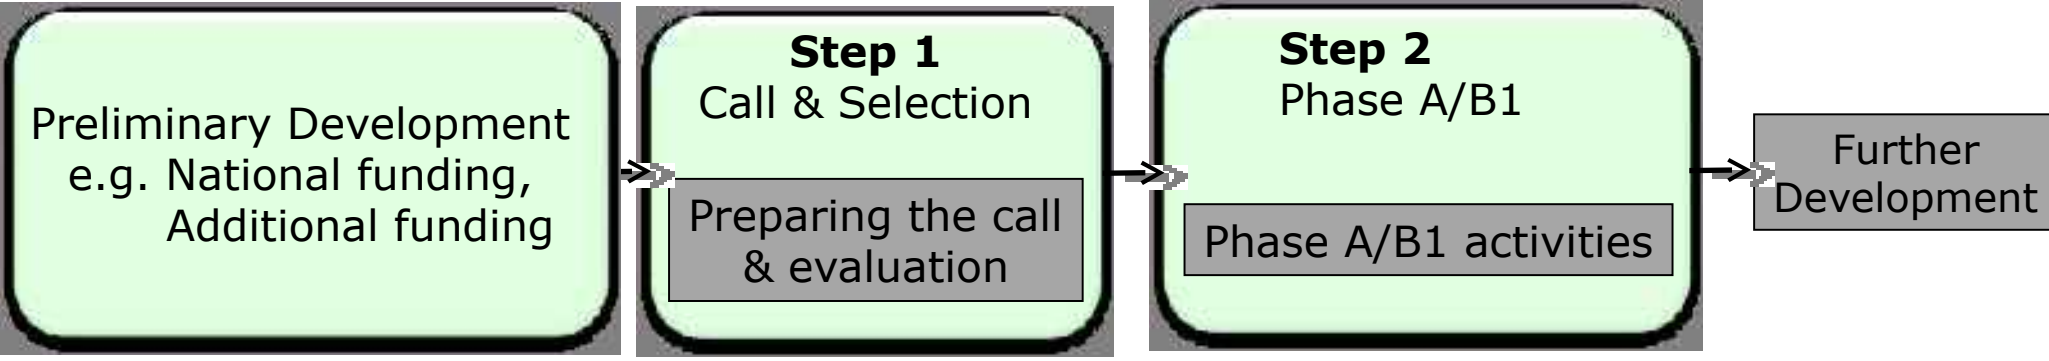 Preliminary Development
e.g. National funding,
Additional funding
Step 1
Call & Selection
Preparing the call
& evaluation
Step 2
Phase A/B1
Phase A/B1 activities
Further
Development